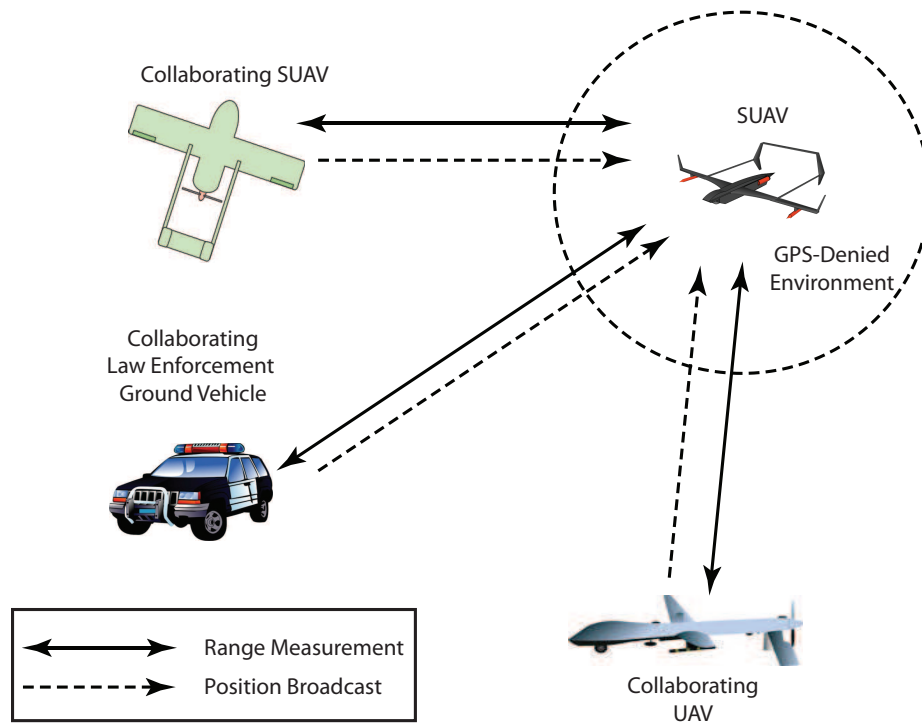 Collaborating SUAV
SUAV
GPS-Denied
Environment
Collaborating
Law Enforcement
Ground Vehicle
Range Measurement
Position Broadcast
Collaborating
UAV